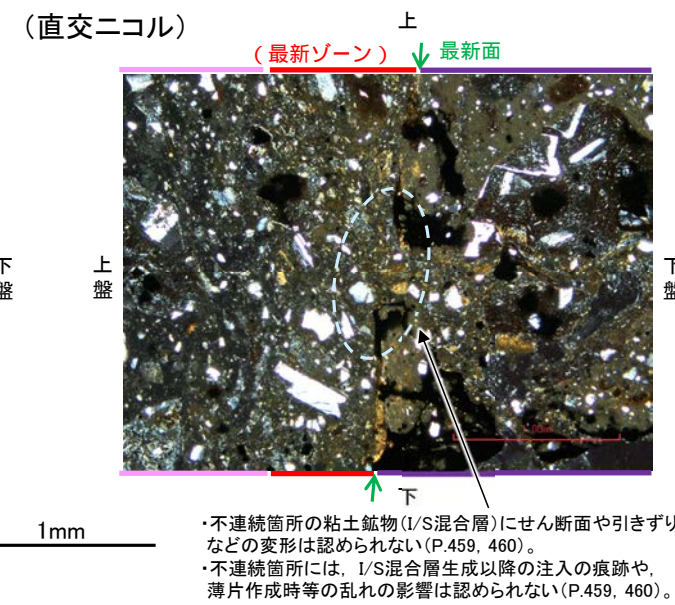 （直交ニコル）
上
（最新ゾーン）
最新面
下盤
上盤
下盤
下
1mm
・不連続箇所の粘土鉱物(I/S混合層)にせん断面や引きずり
などの変形は認められない(P.459, 460)。
・不連続箇所には，I/S混合層生成以降の注入の痕跡や，
薄片作成時等の乱れの影響は認められない(P.459, 460)。